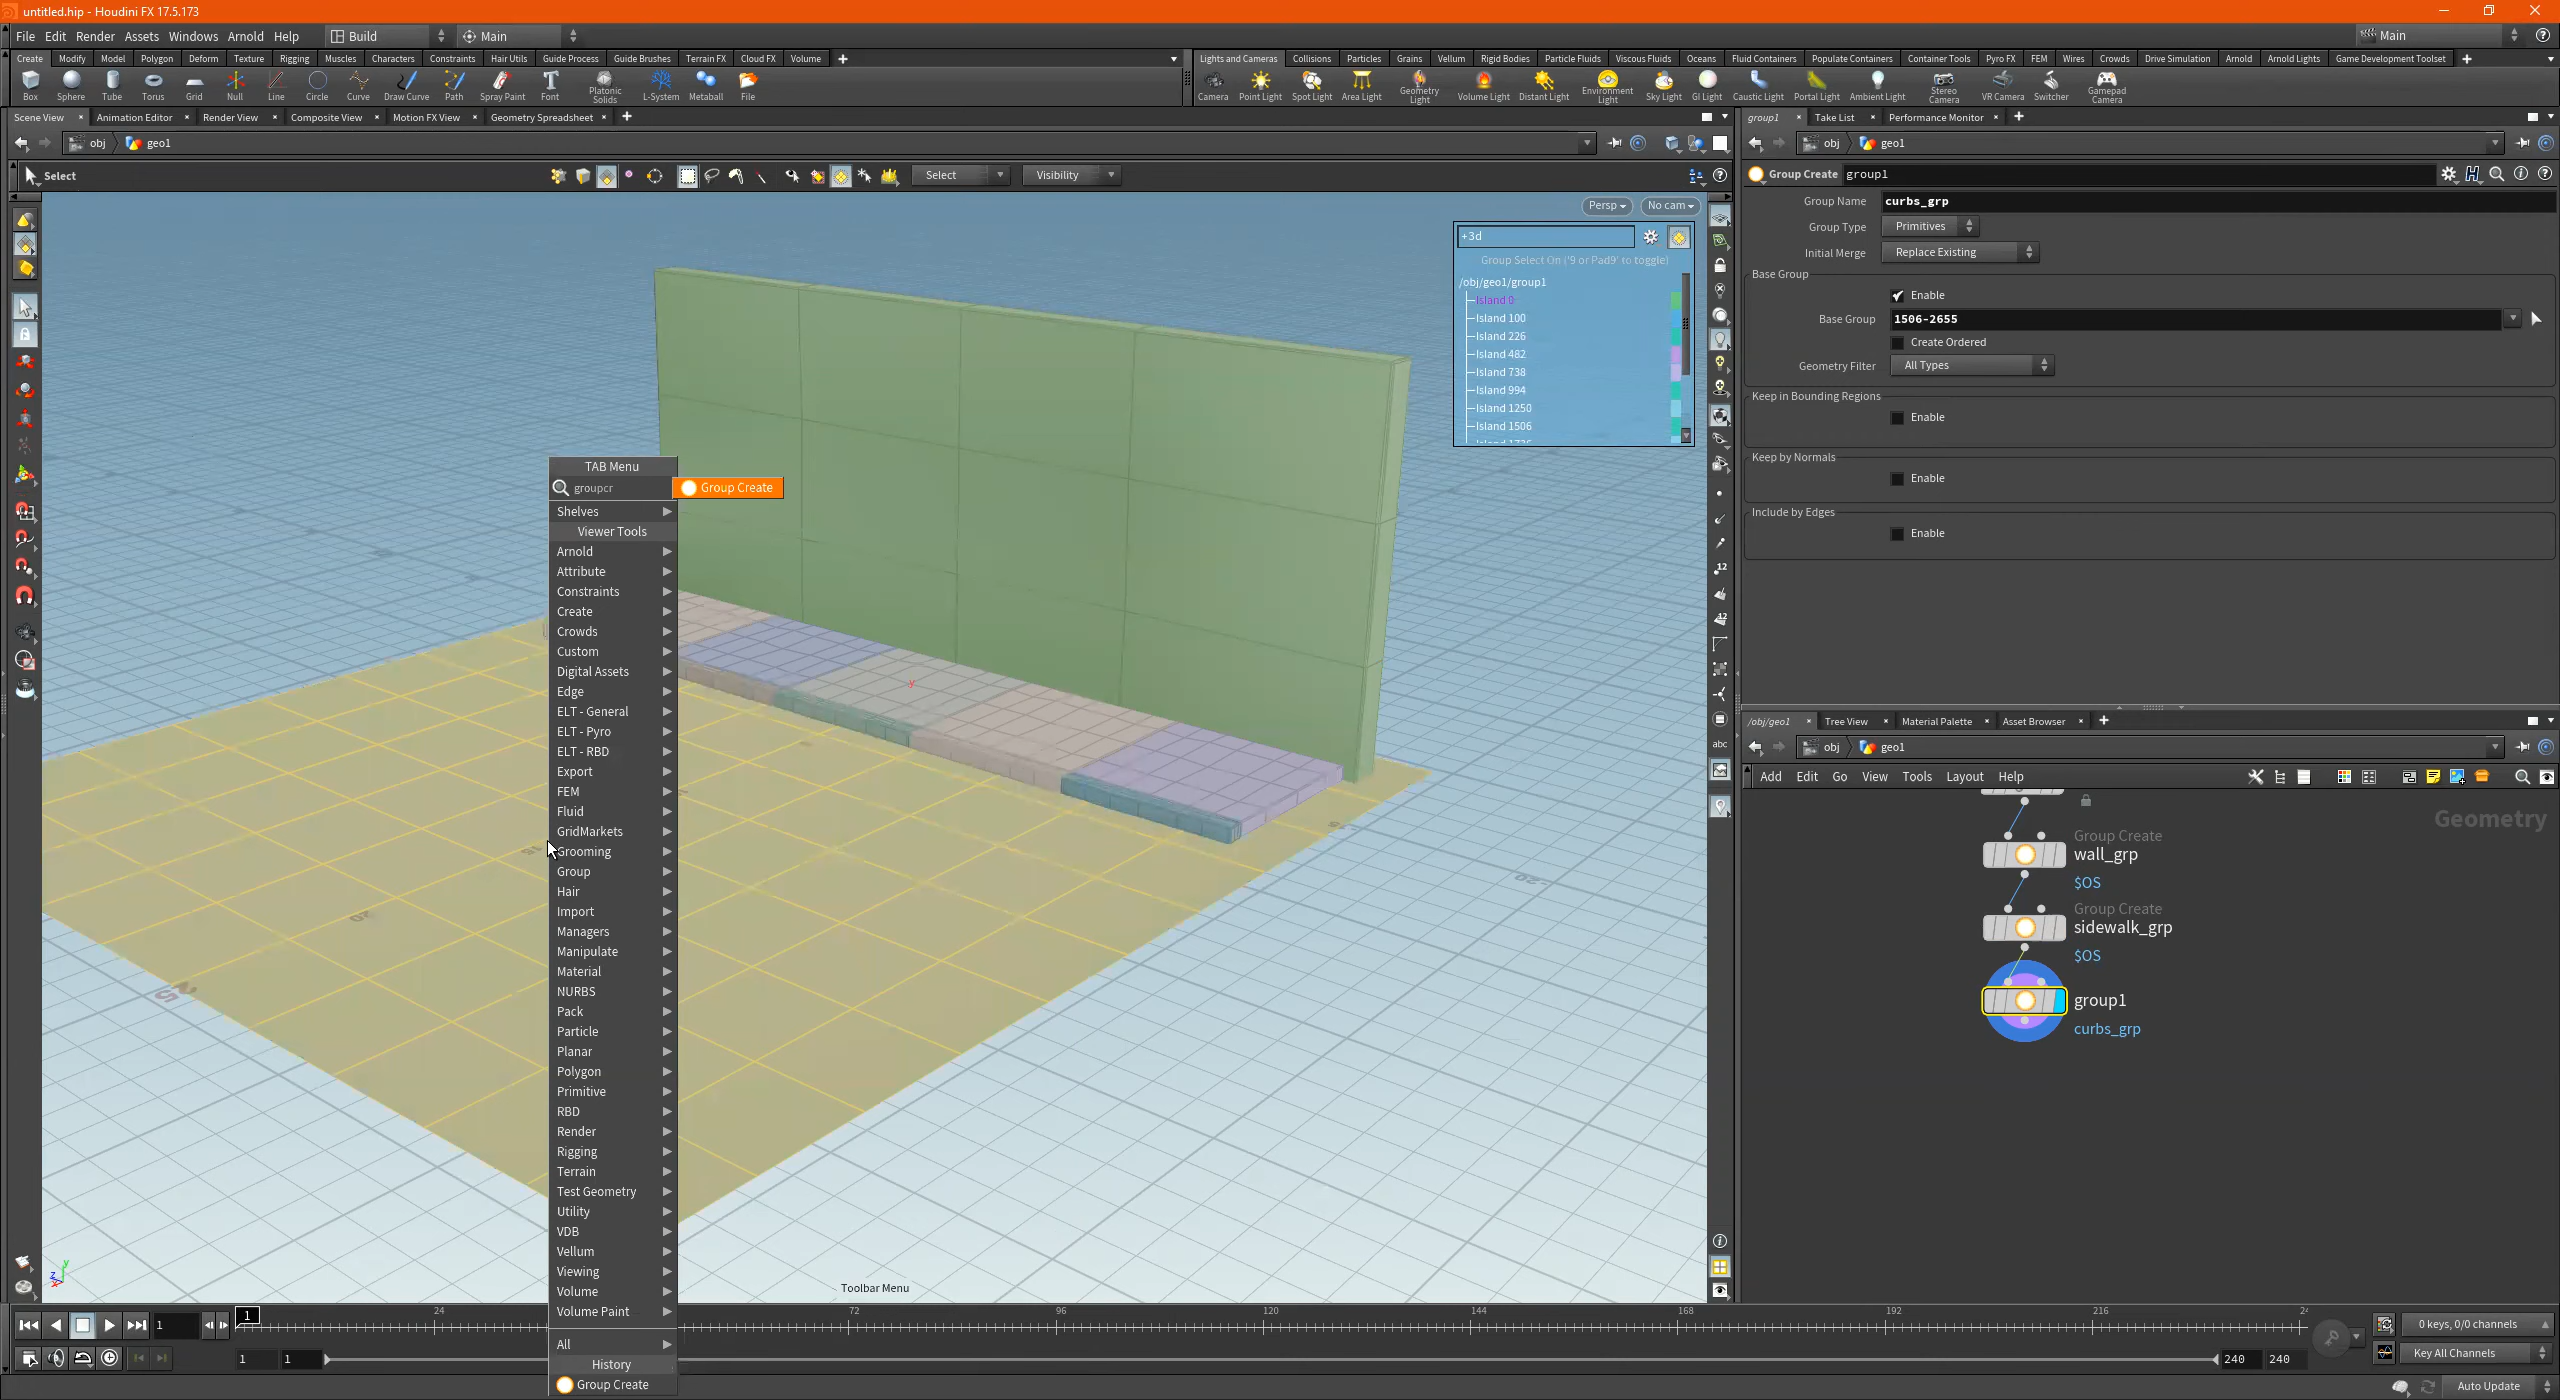 untitled.hip - Houdini FX 17.5.173
File Edit Render Assets Windows Arnold Help Build Main Main
Create Modify Model Polygon Deform Texture Rigging Muscles Characters Constraints Hair Utils Guide Process Guide Brushes Terrain FX Cloud FX Volume
Lights and Cameras Collisions Particles Grains Vellum Rigid Bodies Particle Fluids Viscous Fluids Oceans Fluid Containers Populate Containers Container Tools Pyro FX FEM Wires Crowds Drive Simulation Arnold Arnold Lights Game Development Toolset
Box Sphere Tube Torus Grid Null Line Circle Curve Draw Curve Path Spray Paint Font Platonic Solids L-System Metaball File
Camera Point Light Spot Light Area Light Geometry Light Volume Light Distant Light Environment Light Sky Light GI Light Caustic Light Portal Light Ambient Light Stereo Camera VR Camera Switcher Gamepad Camera
Scene View Animation Editor Render View Composite View Motion FX View Geometry Spreadsheet
obj geo1
Select Select Visibility
Persp No cam
+3d
Group Select On ('9 or Pad9' to toggle)
/obj/geo1/group1
Island 0
Island 100
Island 226
Island 482
Island 738
Island 994
Island 1250
Island 1506
TAB Menu
groupcr Group Create
Shelves
Viewer Tools
Arnold
Attribute
Constraints
Create
Crowds
Custom
Digital Assets
Edge
ELT - General
ELT - Pyro
ELT - RBD
Export
FEM
Fluid
GridMarkets
Grooming
Group
Hair
Import
Managers
Manipulate
Material
NURBS
Pack
Particle
Planar
Polygon
Primitive
RBD
Render
Rigging
Terrain
Test Geometry
Utility
VDB
Vellum
Viewing
Volume
Volume Paint
All
History
Group Create
Toolbar Menu
group1 Take List Performance Monitor
obj geo1
Group Create group1
Group Name curbs_grp
Group Type Primitives
Initial Merge Replace Existing
Base Group
Enable
Base Group 1506-2655
Create Ordered
Geometry Filter All Types
Keep in Bounding Regions
Enable
Keep by Normals
Enable
Include by Edges
Enable
/obj/geo1 Tree View Material Palette Asset Browser
obj geo1
Add Edit Go View Tools Layout Help
Geometry
Group Create
wall_grp
$OS
Group Create
sidewalk_grp
$OS
group1
curbs_grp
1 1 24 72 96 120 144 168 192 216
0 keys, 0/0 channels
1 1 240 240 Key All Channels
Auto Update